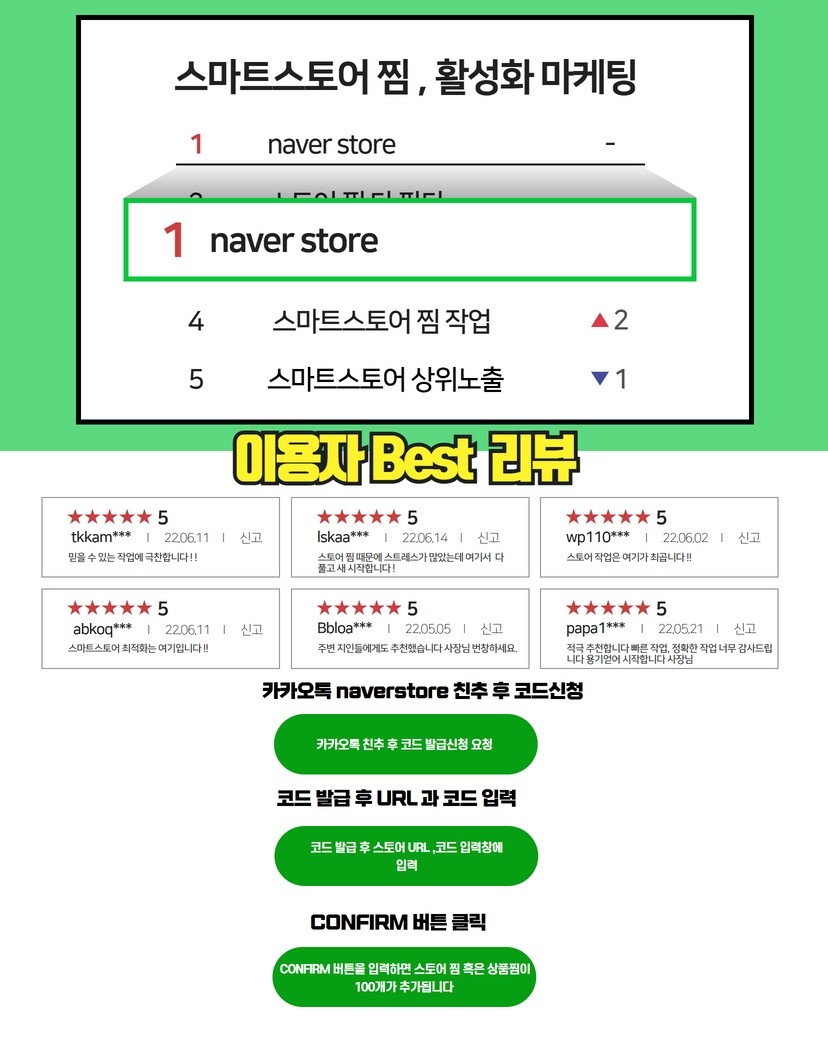 스마트스토어 찜 , 활성화 마케팅
1 naver store -
1 naver store
4 스마트스토어 찜 작업 ▲ 2
5 스마트스토어 상위노출 ▼ 1
이용자 Best 리뷰
★★★★★ 5
tkkam*** ㅣ 22.06.11 ㅣ 신고
믿을 수 있는 작업에 극찬합니다 ! !
★★★★★ 5
lskaa*** ㅣ 22.06.14 ㅣ 신고
스토어 찜 때문에 스트레스가 많았는데 여기서 다
풀고 새 시작합니다 !
★★★★★ 5
wp110*** ㅣ 22.06.02 ㅣ 신고
스토어 작업은 여기가 최곱니다 !!
★★★★★ 5
abkoq*** ㅣ 22.06.11 ㅣ 신고
스마트스토어 최적화는 여기입니다 !!
★★★★★ 5
Bbloa*** ㅣ 22.05.05 ㅣ 신고
주변 지인들에게도 추천했습니다 사장님 번창하세요.
★★★★★ 5
papa1*** ㅣ 22.05.21 ㅣ 신고
적극 추천합니다 빠른 작업, 정확한 작업 너무 감사드립
니다 용기얻어 시작합니다 사장님
카카오톡 naverstore 친추 후 코드신청
카카오톡 친추 후 코드 발급신청 요청
코드 발급 후 URL 과 코드 입력
코드 발급 후 스토어 URL ,코드 입력창에
입력
CONFIRM 버튼 클릭
CONFIRM 버튼을 입력하면 스토어 찜 혹은 상품찜이
100개가 추가됩니다